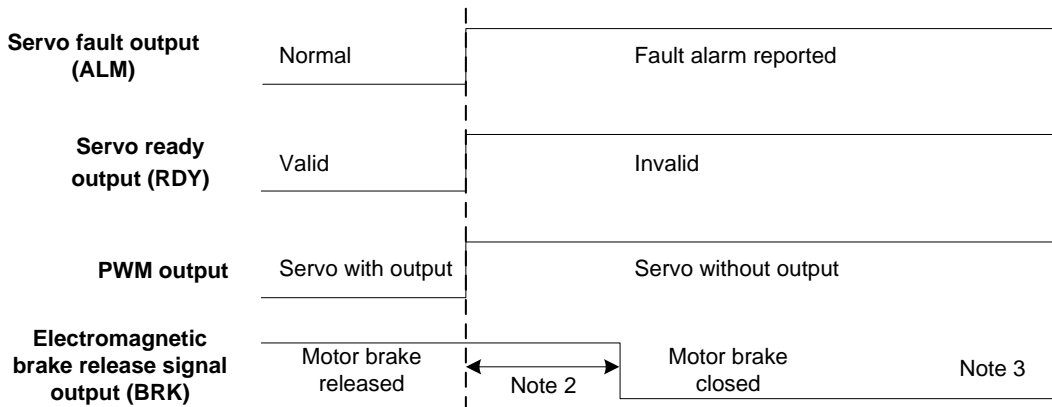 Servo fault output
(ALM)
Normal
Fault alarm reported
Servo ready
output (RDY)
Valid
Invalid
PWM output
Servo with output
Servo without output
Electromagnetic
brake release signal
output (BRK)
Motor brake
released
Note 2
Motor brake
closed
Note 3